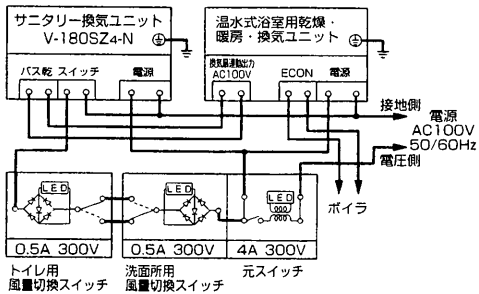 サニタリー換気ユニット
V-180SZ4-N
バス乾 スイッチ 電源
温水式浴室用乾燥・
暖房・換気ユニット
換気扇連動出力
AC100V
ECON 電源
接地側
電源
AC100V
50/60Hz
電圧側
ボイラ
LED
LED
LED
0.5A 300V
0.5A 300V
4A 300V
トイレ用
風量切換スイッチ
洗面所用
風量切換スイッチ
元スイッチ